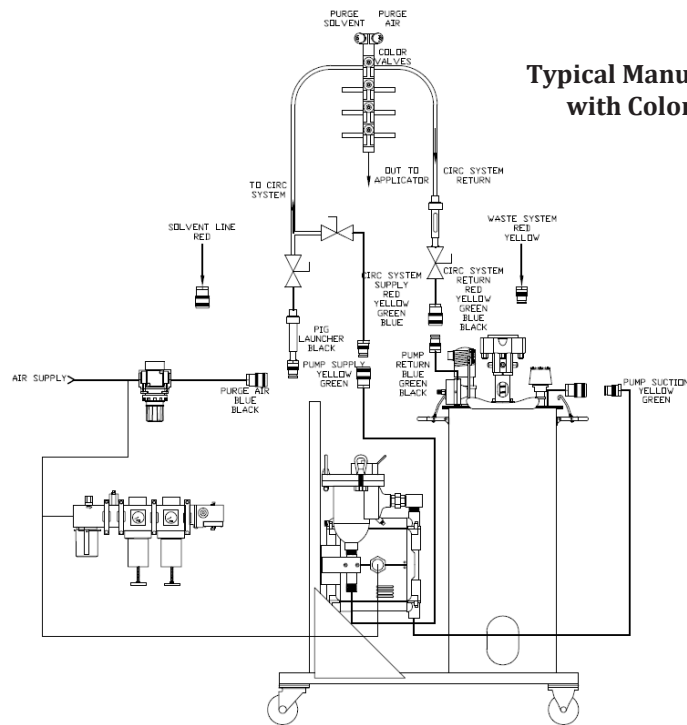 PURGE SOLVENT
PURGE AIR
COLOR
VALVES
Typical Manu
with Color
TO CIRC
SYSTEM
OUT TO
APPLICATOR
CIRC SYSTEM
RETURN
SOLVENT LINE
RED
WASTE SYSTEM
RED
YELLOW
CIRC SYSTEM
SUPPLY
RED
YELLOW
GREEN
BLUE
CIRC SYSTEM
RETURN
RED
YELLOW
GREEN
BLUE
BLACK
PIG
LAUNCHER
BLACK
AIR SUPPLY
PURGE AIR
BLUE
BLACK
PUMP SUPPLY
YELLOW
GREEN
PUMP
RETURN
BLUE
GREEN
BLACK
PUMP SUCTION
YELLOW
GREEN